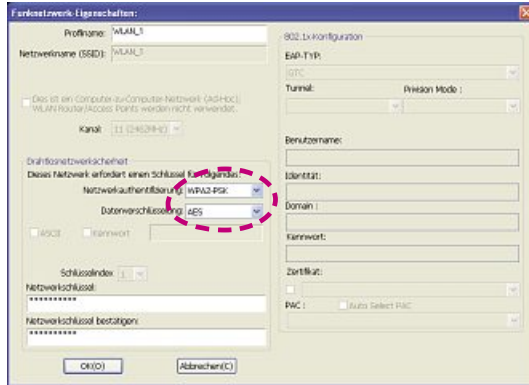 Funknetzwerk-Eigenschaften:
Profilname: WLAN_1
Netzwerkname (SSID): WLAN_1
Dies ist ein Computer-zu-Computer-Netzwerk (Ad-Hoc);
WLAN Router/Access Points werden nicht verwendet.
Kanal: 11 (2462MHz)
Drahtlosnetzwerksicherheit
Dieses Netzwerk erfordert einen Schlüssel für Folgendes:
Netzwerkauthentifizierung: WPA2-PSK
Datenverschlüsselung: AES
ASCII Kennwort
Schlüsselindex 1
Netzwerkschlüssel:
**********
Netzwerkschlüssel bestätigen:
**********
OK(O) Abbrechen(C)
802.1x-Konfiguration
EAP-TYP:
GTC
Tunnel: Provision Mode :
Benutzername:
Identität:
Domain :
Kennwort:
Zertifikat:
PAC : Auto Select PAC